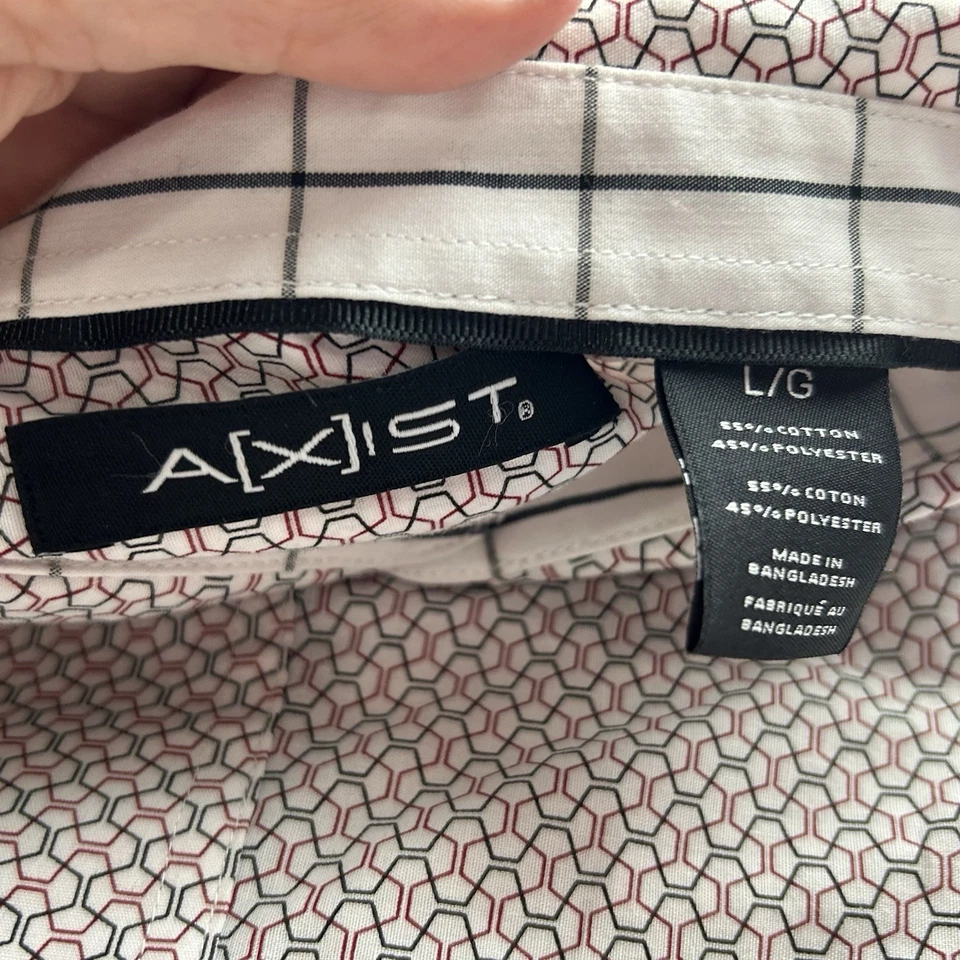 A[X]IST®
L/G
55% COTTON
45% POLYESTER
55% COTON
45% POLYESTER
MADE IN
BANGLADESH
FABRIQUÉ AU
BANGLADESH